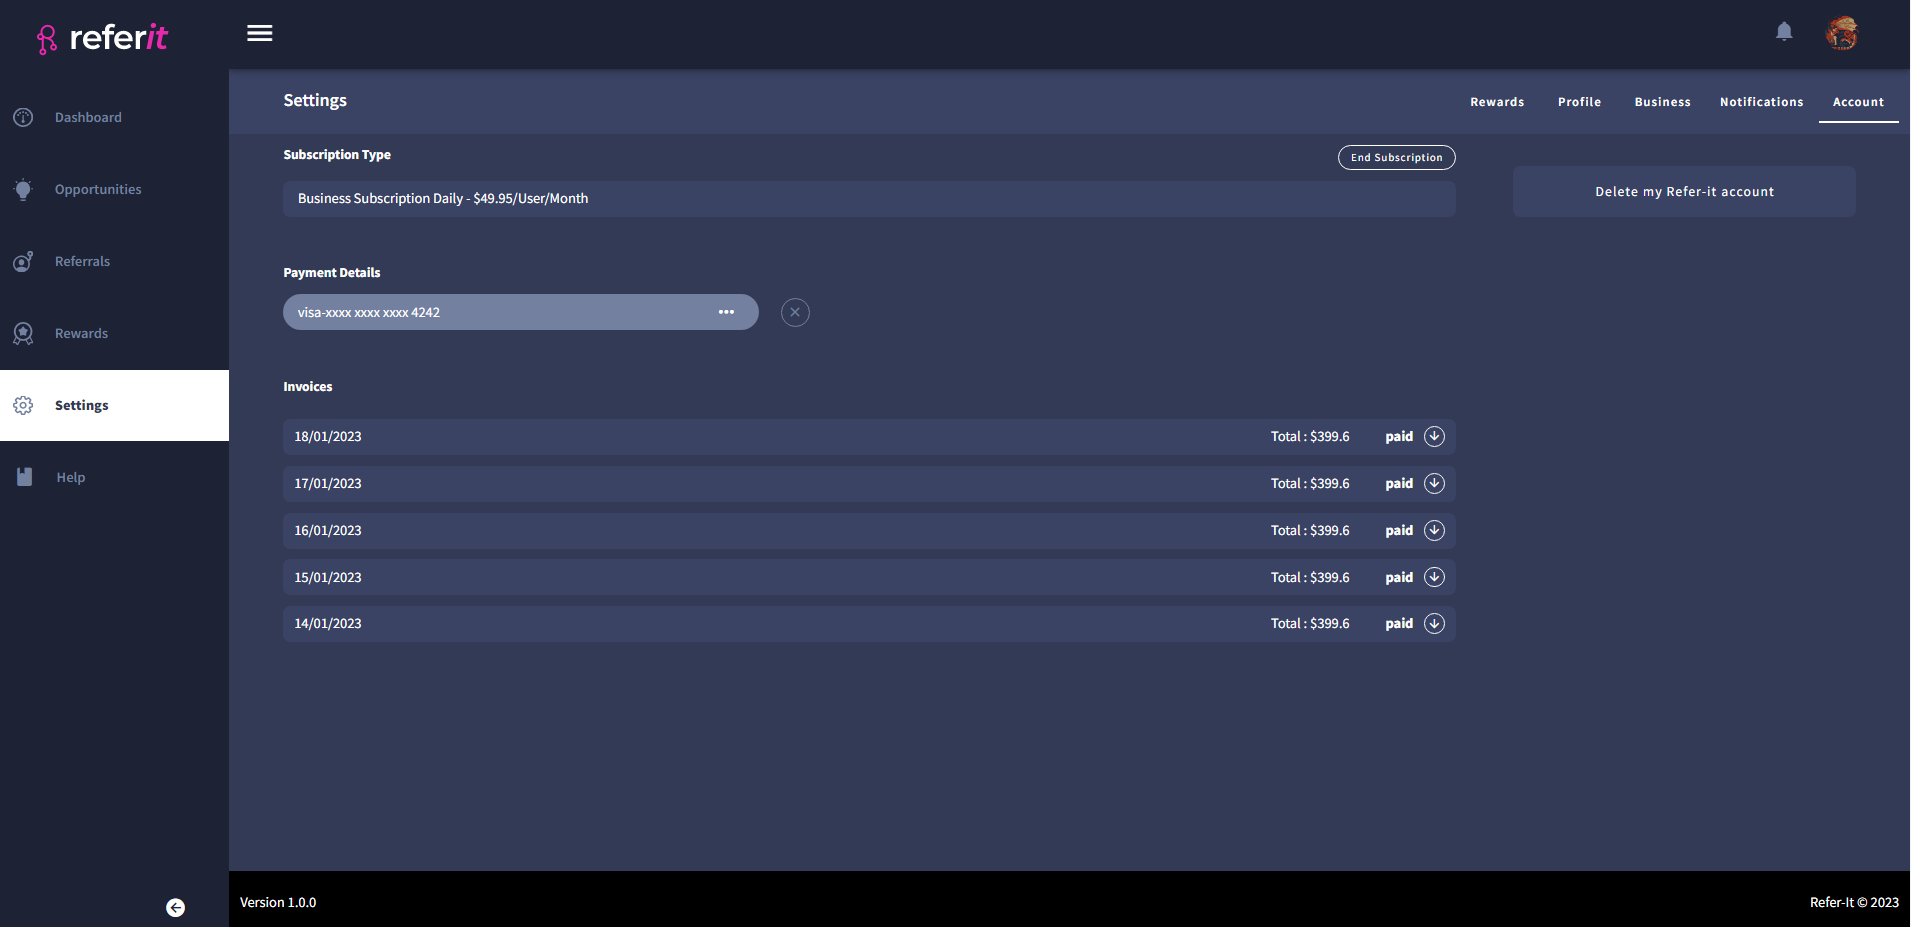 referit
Dashboard
Opportunities
Referrals
Rewards
Settings
Help
Settings
Rewards Profile Business Notifications Account
Subscription Type
End Subscription
Business Subscription Daily - $49.95/User/Month
Delete my Refer-it account
Payment Details
visa-xxxx xxxx xxxx 4242
Invoices
18/01/2023 Total : $399.6 paid
17/01/2023 Total : $399.6 paid
16/01/2023 Total : $399.6 paid
15/01/2023 Total : $399.6 paid
14/01/2023 Total : $399.6 paid
Version 1.0.0
Refer-It © 2023